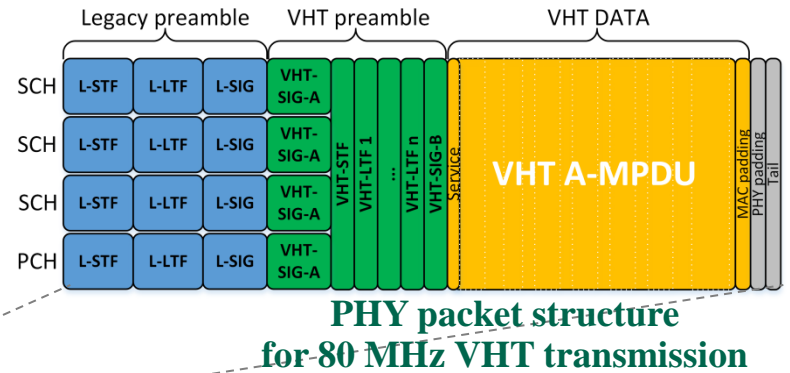 Legacy preamble VHT preamble VHT DATA
SCH L-STF L-LTF L-SIG VHT-
SIG-A
SCH L-STF L-LTF L-SIG VHT-
SIG-A
SCH L-STF L-LTF L-SIG VHT-
SIG-A
PCH L-STF L-LTF L-SIG VHT-
SIG-A
VHT-STF
VHT-LTF 1
...
VHT-LTF n
VHT-SIG-B
Service
VHT A-MPDU
MAC padding
PHY padding
Tail
PHY packet structure
for 80 MHz VHT transmission